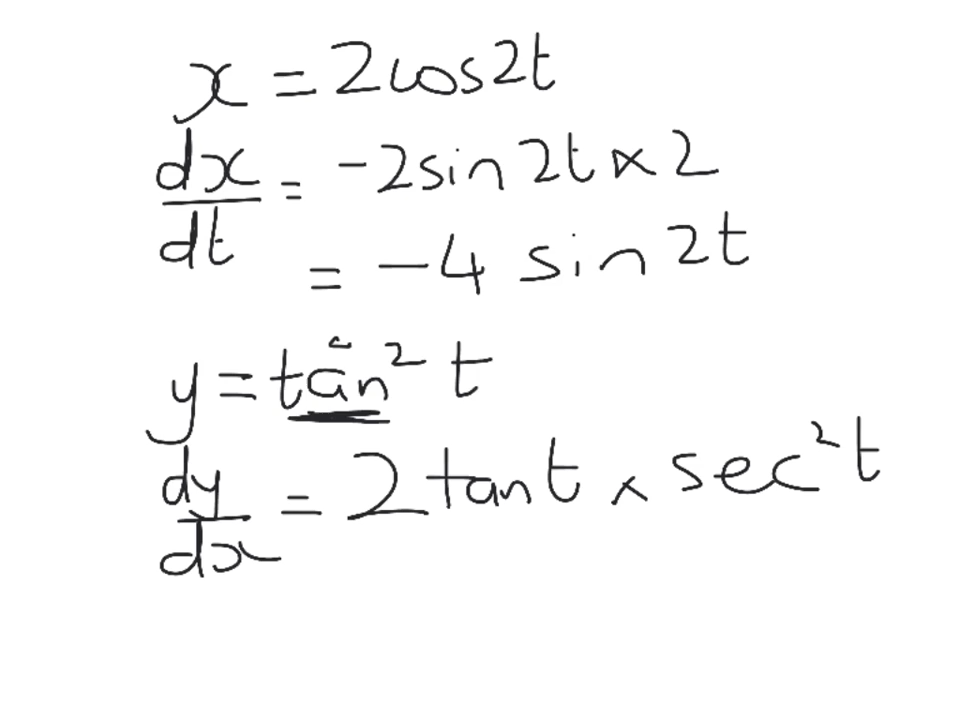 x = 2cos2t
dx/dt = -2sin2t × 2
= -4 sin2t
y = tan² t
dy/dx = 2tant × sec²t